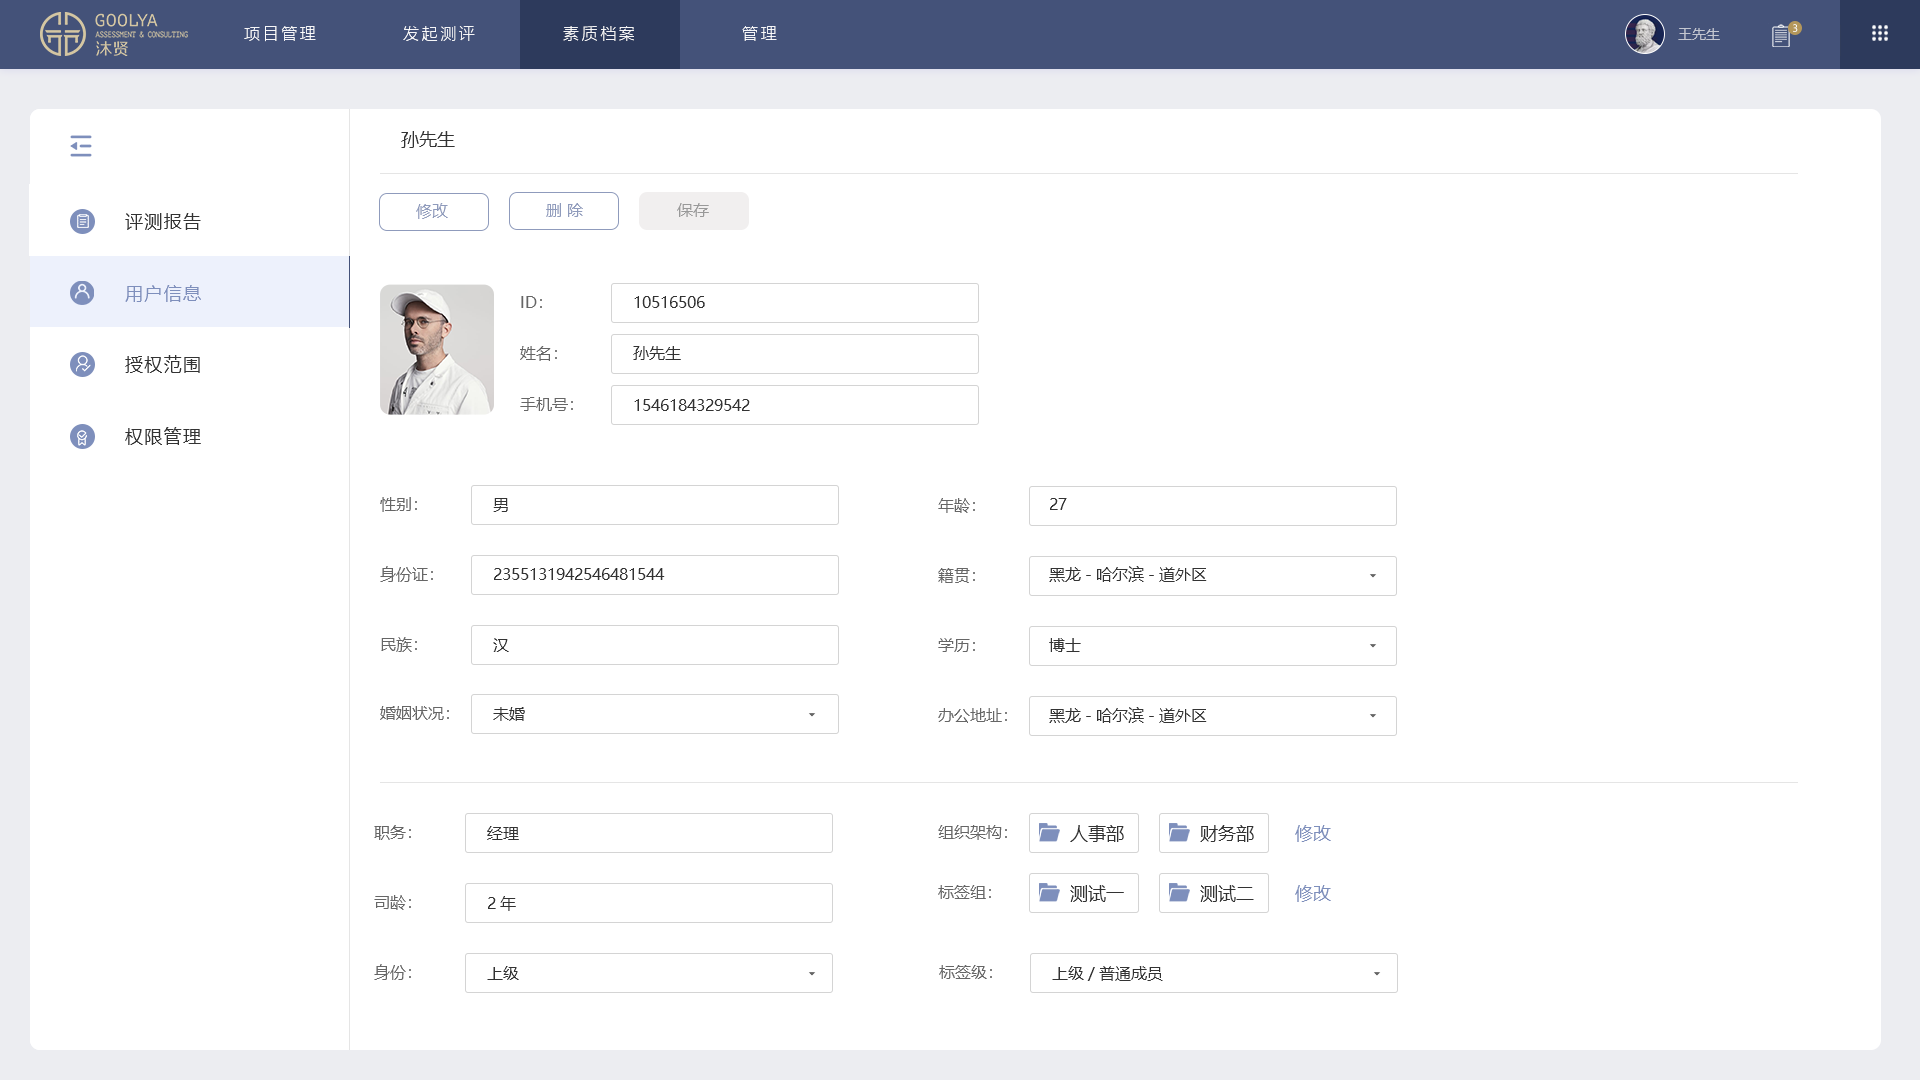 GOOLYA
ASSESSMENT & CONSULTING
沐贤
项目管理
发起测评
素质档案
管理
王先生
3
评测报告
用户信息
授权范围
权限管理
孙先生
修改
删 除
保存
ID：
10516506
姓名：
孙先生
手机号：
1546184329542
性别：
男
年龄：
27
身份证：
2355131942546481544
籍贯：
黑龙 - 哈尔滨 - 道外区
民族：
汉
学历：
博士
婚姻状况：
未婚
办公地址：
黑龙 - 哈尔滨 - 道外区
职务：
经理
组织架构：
人事部
财务部
修改
标签组：
测试一
测试二
修改
司龄：
2 年
身份：
上级
标签级：
上级 / 普通成员